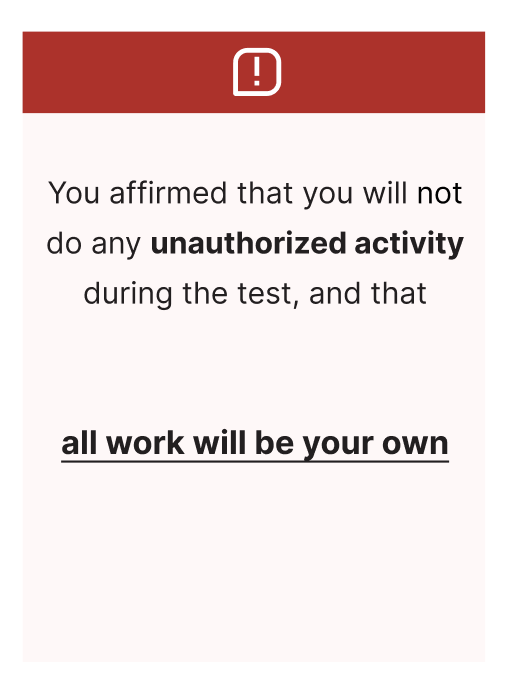 You affirmed that you will not
do any unauthorized activity
during the test, and that
all work will be your own